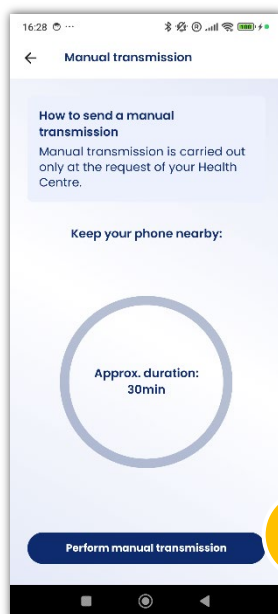 16:28
Manual transmission
How to send a manual
transmission
Manual transmission is carried out
only at the request of your Health
Centre.
Keep your phone nearby:
Approx. duration:
30min
Perform manual transmission